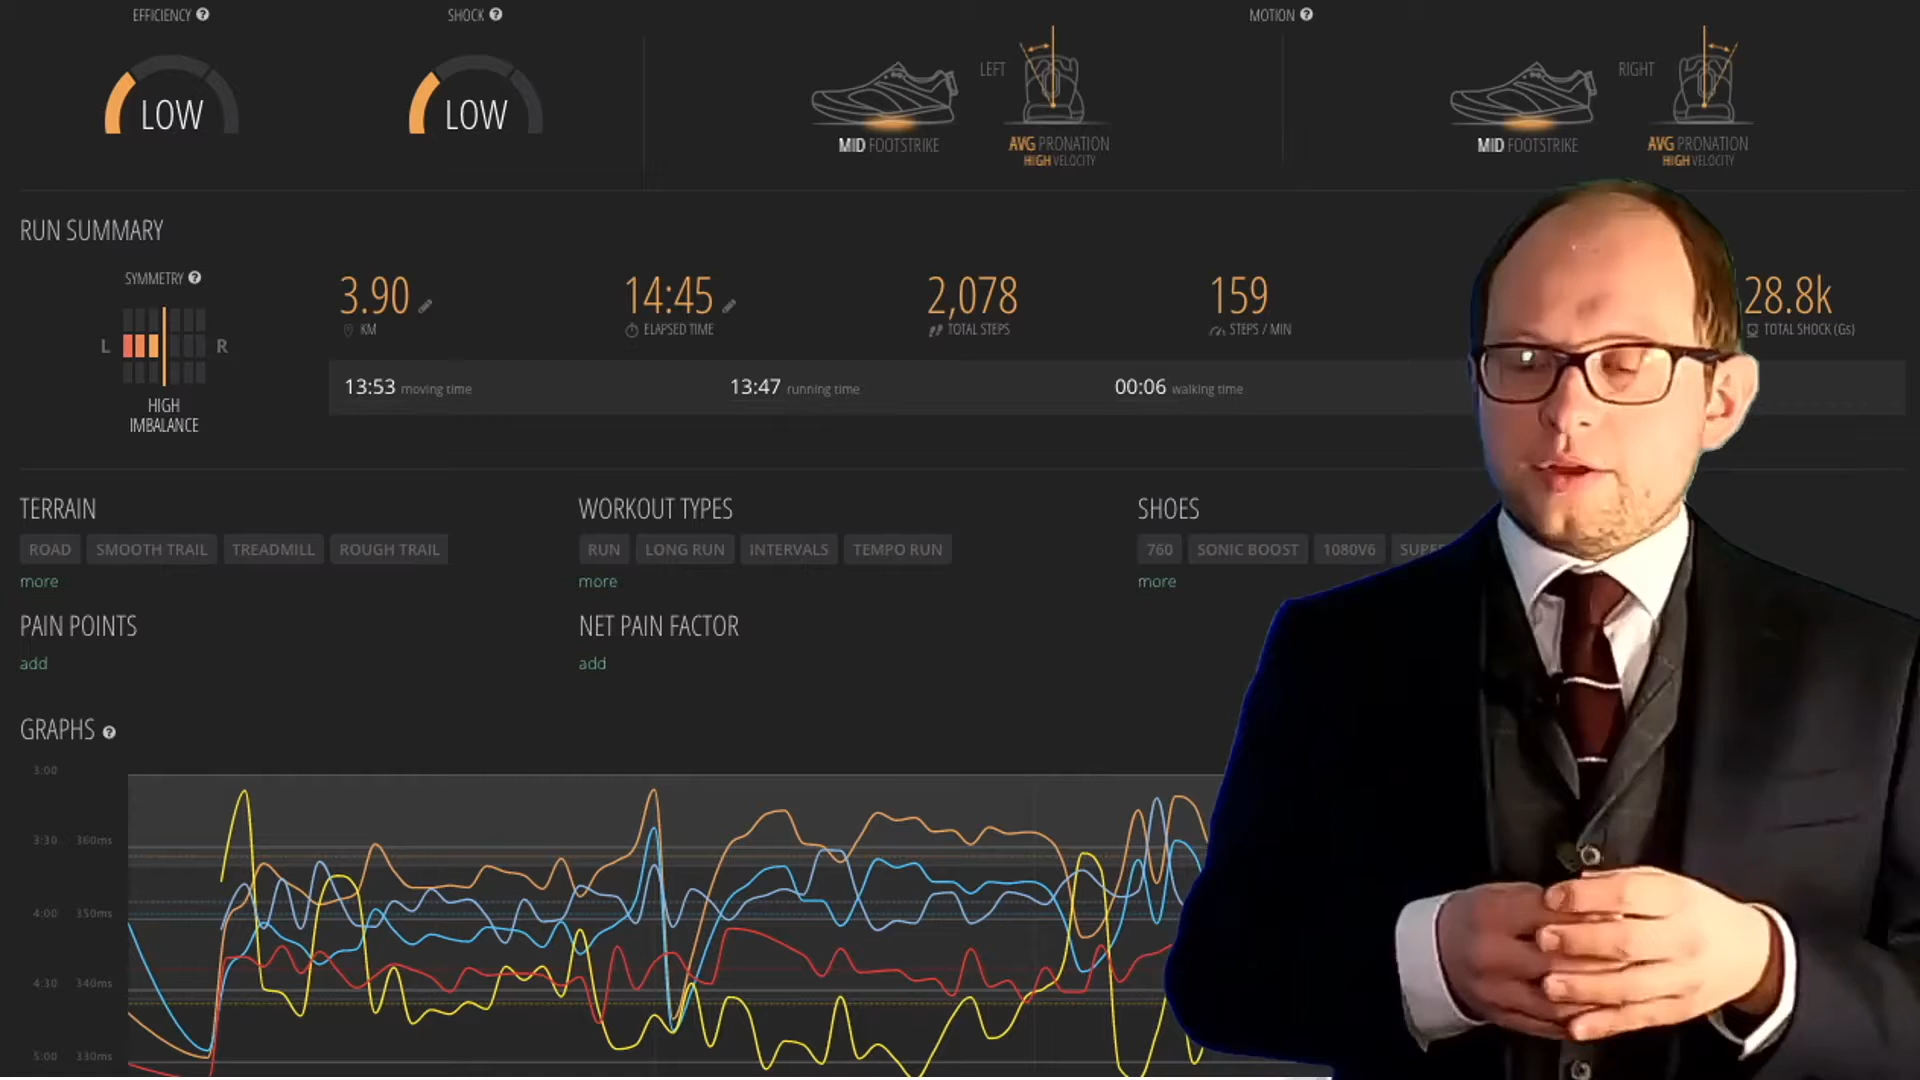 EFFICIENCY ?
SHOCK ?
MOTION ?
LOW
LOW
LEFT
RIGHT
MID FOOTSTRIKE
AVG PRONATION
HIGH VELOCITY
MID FOOTSTRIKE
AVG PRONATION
HIGH VELOCITY
RUN SUMMARY
SYMMETRY ?
L
R
HIGH
IMBALANCE
3.90
KM
14:45
ELAPSED TIME
2,078
TOTAL STEPS
159
STEPS / MIN
28.8k
TOTAL SHOCK (Gs)
13:53 moving time
13:47 running time
00:06 walking time
TERRAIN
ROAD SMOOTH TRAIL TREADMILL ROUGH TRAIL
more
WORKOUT TYPES
RUN LONG RUN INTERVALS TEMPO RUN
more
SHOES
760 SONIC BOOST 1080V6
more
PAIN POINTS
add
NET PAIN FACTOR
add
GRAPHS ?
3:00
3:30 360ms
4:00 350ms
4:30 340ms
5:00 330ms